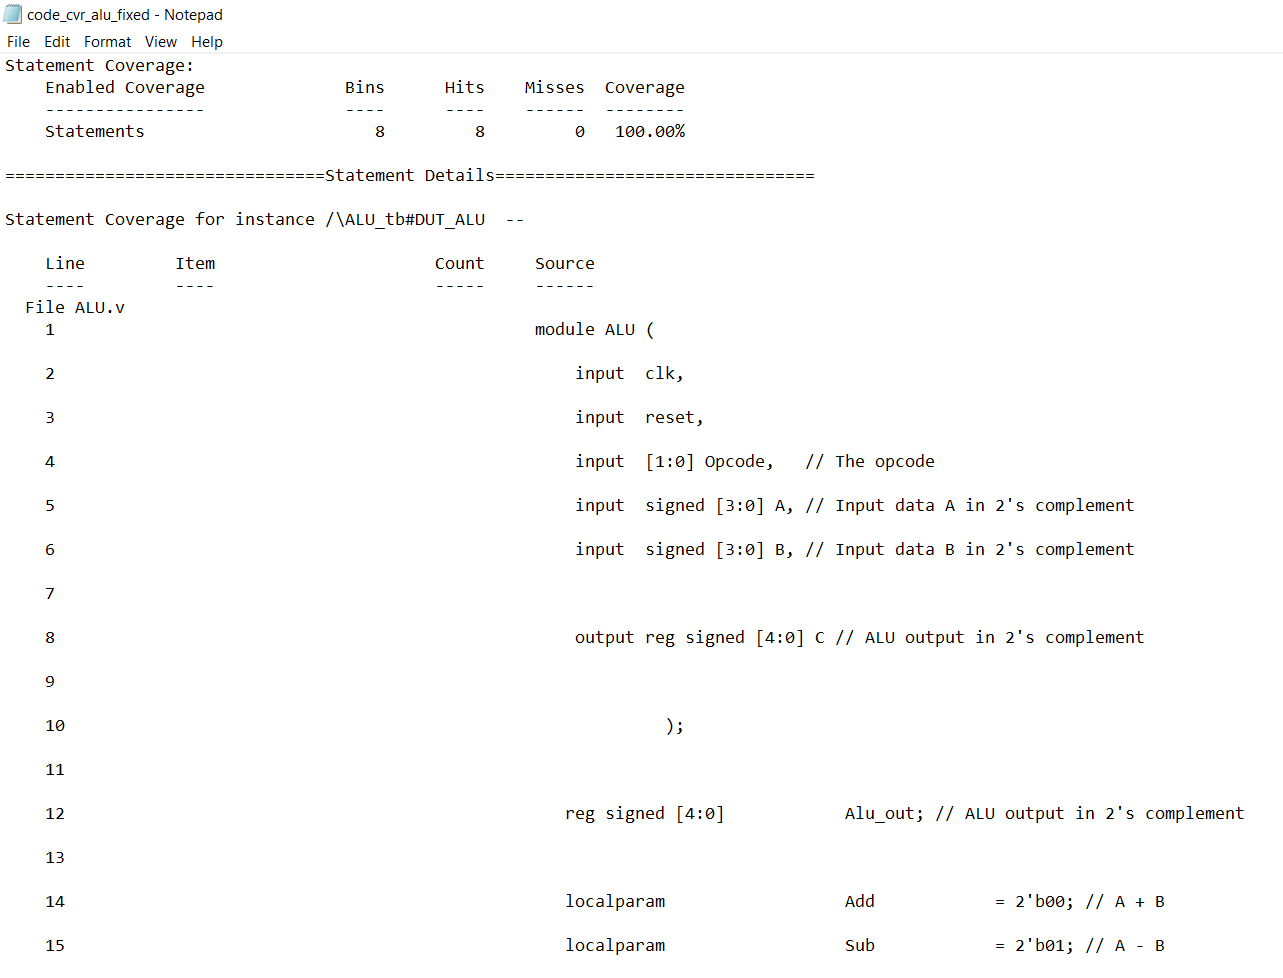 code_cvr_alu_fixed - Notepad
File Edit Format View Help
Statement Coverage:
    Enabled Coverage              Bins      Hits    Misses  Coverage
    ----------------              ----      ----    ------  --------
    Statements                       8         8         0   100.00%
================================Statement Details================================
Statement Coverage for instance /\ALU_tb#DUT_ALU  --
    Line         Item                      Count     Source
    ----         ----                      -----     ------
  File ALU.v
    1                                                module ALU (
    2                                                    input  clk,
    3                                                    input  reset,
    4                                                    input  [1:0] Opcode,   // The opcode
    5                                                    input  signed [3:0] A, // Input data A in 2's complement
    6                                                    input  signed [3:0] B, // Input data B in 2's complement
    7
    8                                                    output reg signed [4:0] C // ALU output in 2's complement
    9
    10                                                            );
    11
    12                                                  reg signed [4:0]            Alu_out; // ALU output in 2's complement
    13
    14                                                  localparam                  Add            = 2'b00; // A + B
    15                                                  localparam                  Sub            = 2'b01; // A - B